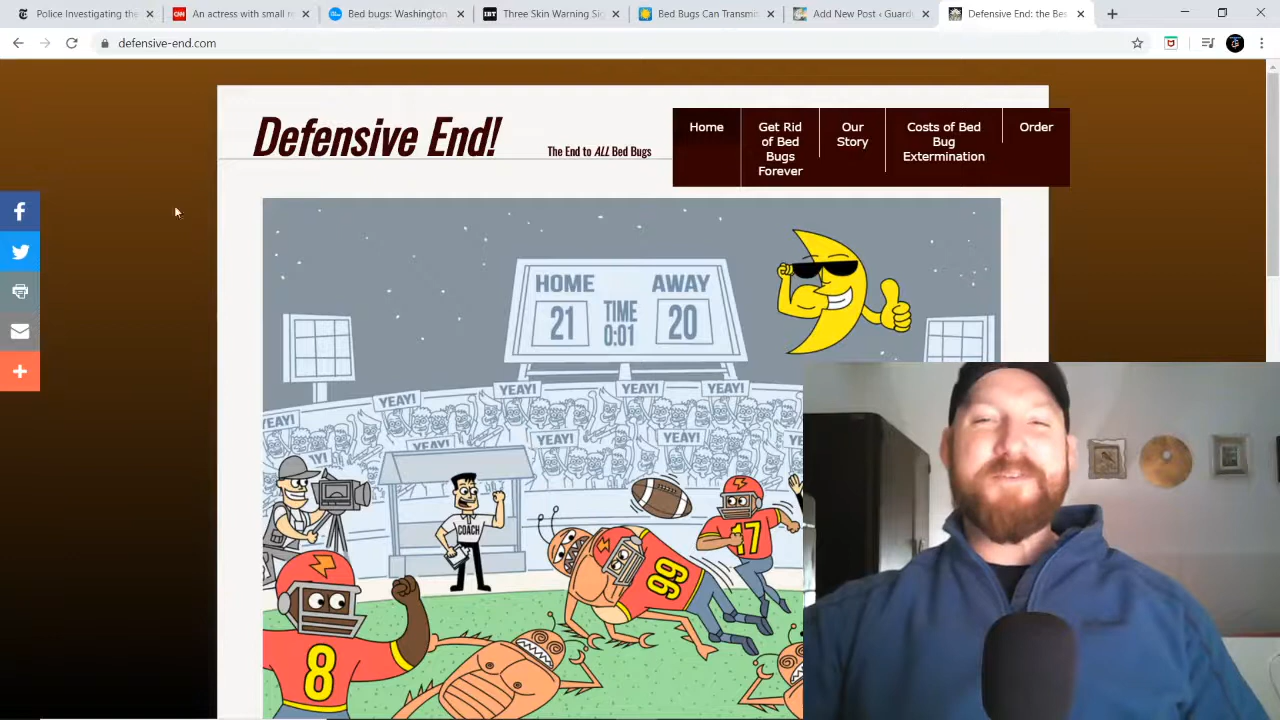 Police Investigating the
An actress with small m
Bed bugs: Washington
Three Skin Warning Sig
Bed Bugs Can Transmi
Add New Post ‹ Guard
Defensive End: the Bes
defensive-end.com
Defensive End!
The End to ALL Bed Bugs
Home
Get Rid
of Bed
Bugs
Forever
Our
Story
Costs of Bed
Bug
Extermination
Order
HOME
AWAY
21
TIME
0:01
20
YEAY!
YEAY!
YEAY!
YEAY!
YEAY!
YEAY!
YEAY!
YEAY!
COACH
17
99
8